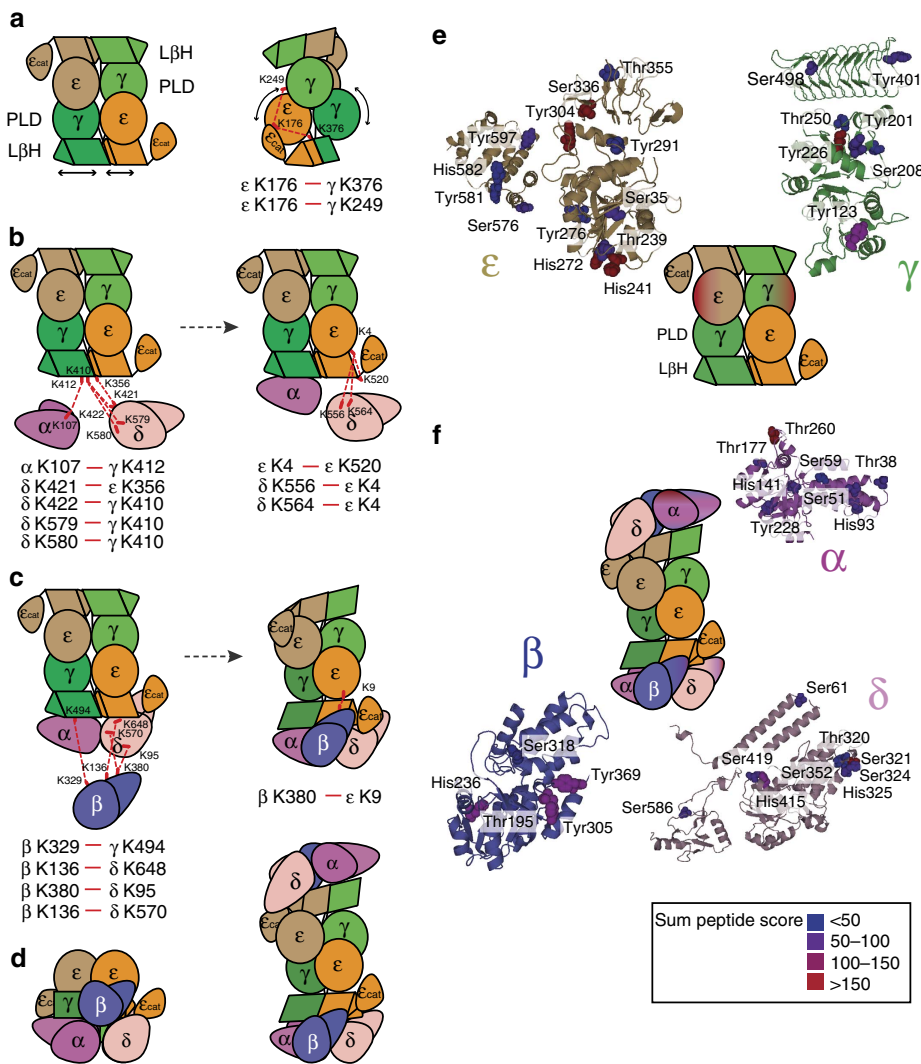 a
εcat
LβH
ε
γ
PLD
PLD
γ
ε
LβH
εcat
K249
γ
ε
γ
K176
K376
εcat
ε K176 — γ K376
ε K176 — γ K249
b
εcat
ε
γ
γ
ε
K410
εcat
K412
K356
K421
K422
K579
αK107
K580
δ
α K107 — γ K412
δ K421 — ε K356
δ K422 — γ K410
δ K579 — γ K410
δ K580 — γ K410
εcat
ε
γ
γ
ε
K4
εcat
K520
α
K556
K564
δ
ε K4 — ε K520
δ K556 — ε K4
δ K564 — ε K4
c
εcat
ε
γ
γ
ε
εcat
K494
K648
α
K570
δ
K95
K136
K380
K329
β
β K329 — γ K494
β K136 — δ K648
β K380 — δ K95
β K136 — δ K570
εcat
ε
γ
γ
ε
K9
εcat
α
β
δ
β K380 — ε K9
α
δ
ε
γ
γ
ε
εcat
α
β
δ
d
ε
ε
εc
γ
β
εcat
α
δ
e
Thr355
Ser336
Tyr304
Tyr597
Tyr291
His582
Tyr581
Ser35
Ser576
Tyr276
Thr239
His272
His241
ε
Ser498
Tyr401
Thr250
Tyr201
Tyr226
Ser208
Tyr123
γ
εcat
ε
γ
PLD
γ
ε
LβH
εcat
f
Thr260
Thr177
Ser59
Thr38
His141
Ser51
Tyr228
His93
α
α
δ
ε
ε
γ
γ
ε
εcat
α
β
δ
β
Ser318
His236
Tyr369
Thr195
Tyr305
δ
Ser61
Thr320
Ser419
Ser321
Ser352
Ser324
His325
His415
Ser586
Sum peptide score
<50
50–100
100–150
>150